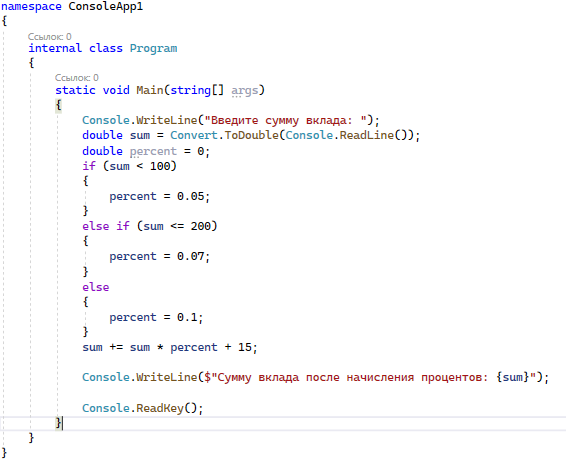 namespace ConsoleApp1
{
Ссылок: 0
internal class Program
{
Ссылок: 0
static void Main(string[] args)
{
Console.WriteLine("Введите сумму вклада: ");
double sum = Convert.ToDouble(Console.ReadLine());
double percent = 0;
if (sum < 100)
{
percent = 0.05;
}
else if (sum <= 200)
{
percent = 0.07;
}
else
{
percent = 0.1;
}
sum += sum * percent + 15;
Console.WriteLine($"Сумму вклада после начисления процентов: {sum}");
Console.ReadKey();
}
}
}